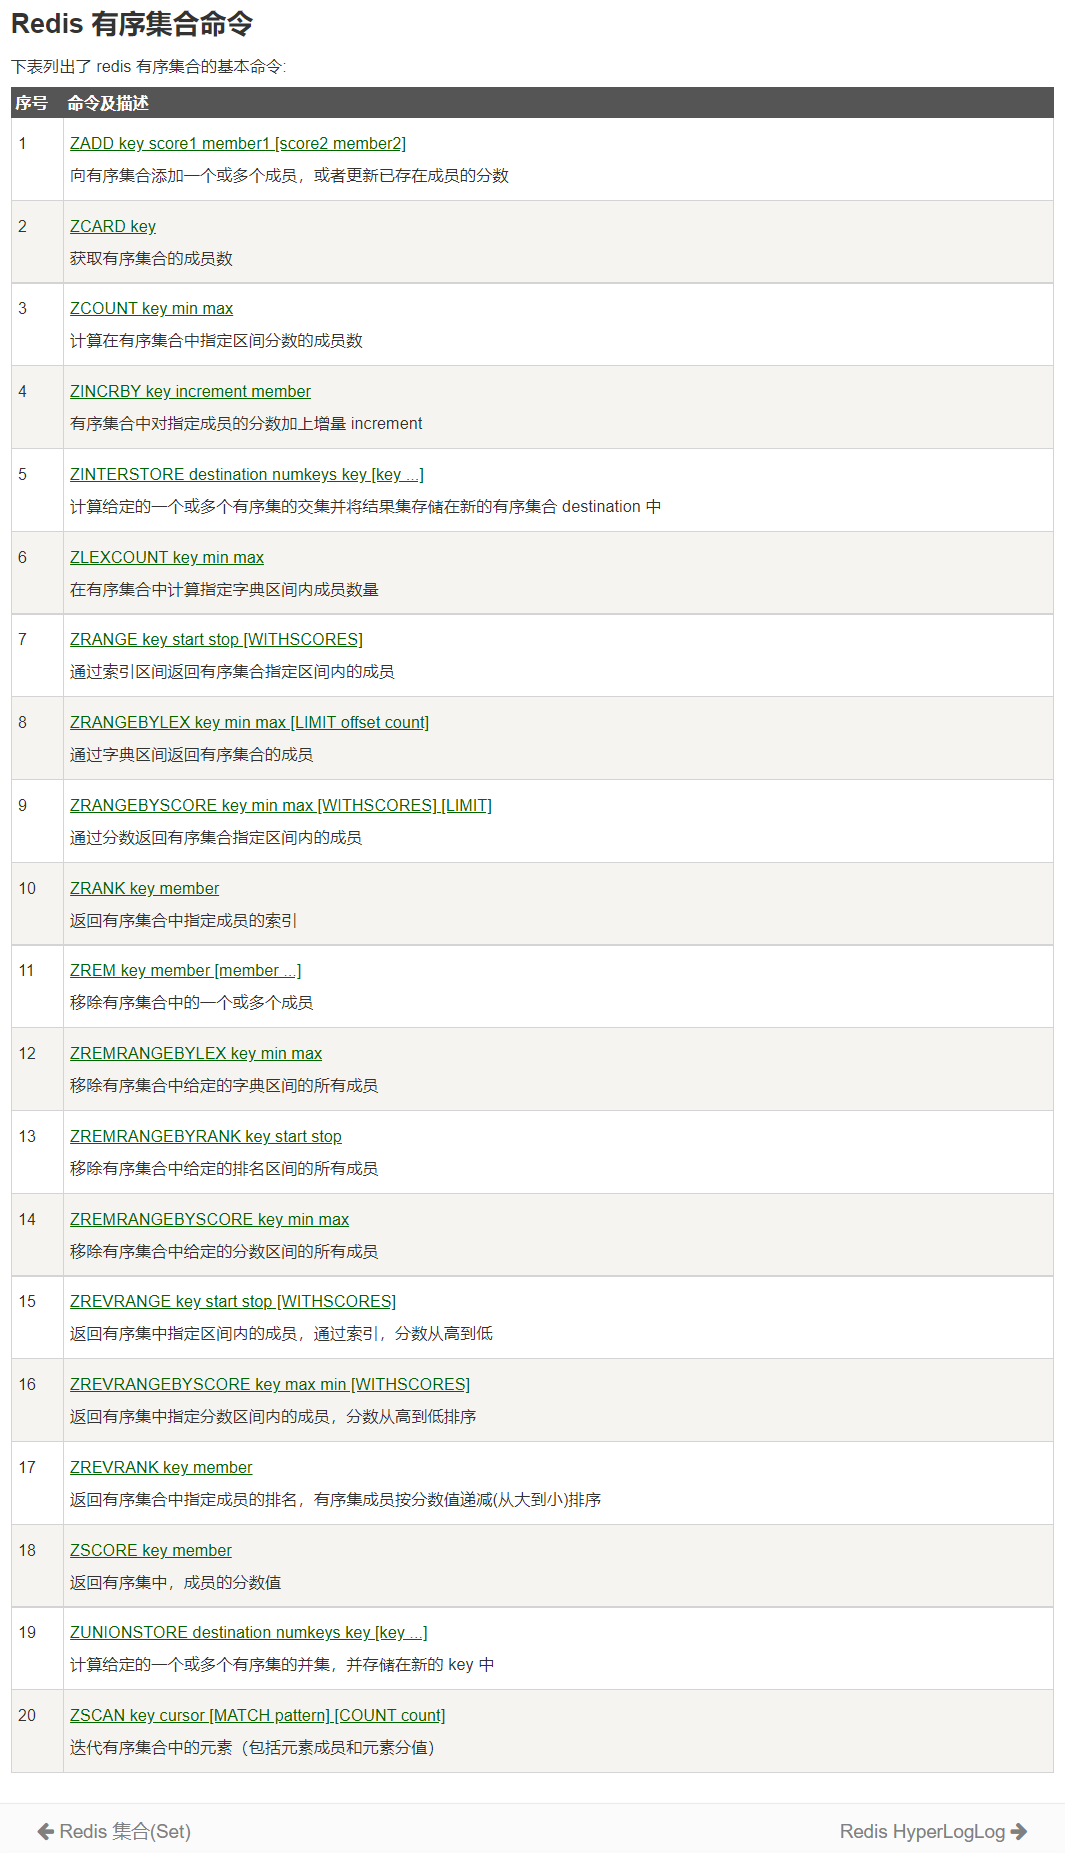 Redis 有序集合命令
下表列出了 redis 有序集合的基本命令:
序号 命令及描述
1 ZADD key score1 member1 [score2 member2]
向有序集合添加一个或多个成员，或者更新已存在成员的分数
2 ZCARD key
获取有序集合的成员数
3 ZCOUNT key min max
计算在有序集合中指定区间分数的成员数
4 ZINCRBY key increment member
有序集合中对指定成员的分数加上增量 increment
5 ZINTERSTORE destination numkeys key [key ...]
计算给定的一个或多个有序集的交集并将结果集存储在新的有序集合 destination 中
6 ZLEXCOUNT key min max
在有序集合中计算指定字典区间内成员数量
7 ZRANGE key start stop [WITHSCORES]
通过索引区间返回有序集合指定区间内的成员
8 ZRANGEBYLEX key min max [LIMIT offset count]
通过字典区间返回有序集合的成员
9 ZRANGEBYSCORE key min max [WITHSCORES] [LIMIT]
通过分数返回有序集合指定区间内的成员
10 ZRANK key member
返回有序集合中指定成员的索引
11 ZREM key member [member ...]
移除有序集合中的一个或多个成员
12 ZREMRANGEBYLEX key min max
移除有序集合中给定的字典区间的所有成员
13 ZREMRANGEBYRANK key start stop
移除有序集合中给定的排名区间的所有成员
14 ZREMRANGEBYSCORE key min max
移除有序集合中给定的分数区间的所有成员
15 ZREVRANGE key start stop [WITHSCORES]
返回有序集中指定区间内的成员，通过索引，分数从高到低
16 ZREVRANGEBYSCORE key max min [WITHSCORES]
返回有序集中指定分数区间内的成员，分数从高到低排序
17 ZREVRANK key member
返回有序集合中指定成员的排名，有序集成员按分数值递减(从大到小)排序
18 ZSCORE key member
返回有序集中，成员的分数值
19 ZUNIONSTORE destination numkeys key [key ...]
计算给定的一个或多个有序集的并集，并存储在新的 key 中
20 ZSCAN key cursor [MATCH pattern] [COUNT count]
迭代有序集合中的元素（包括元素成员和元素分值）
Redis 集合(Set) Redis HyperLogLog